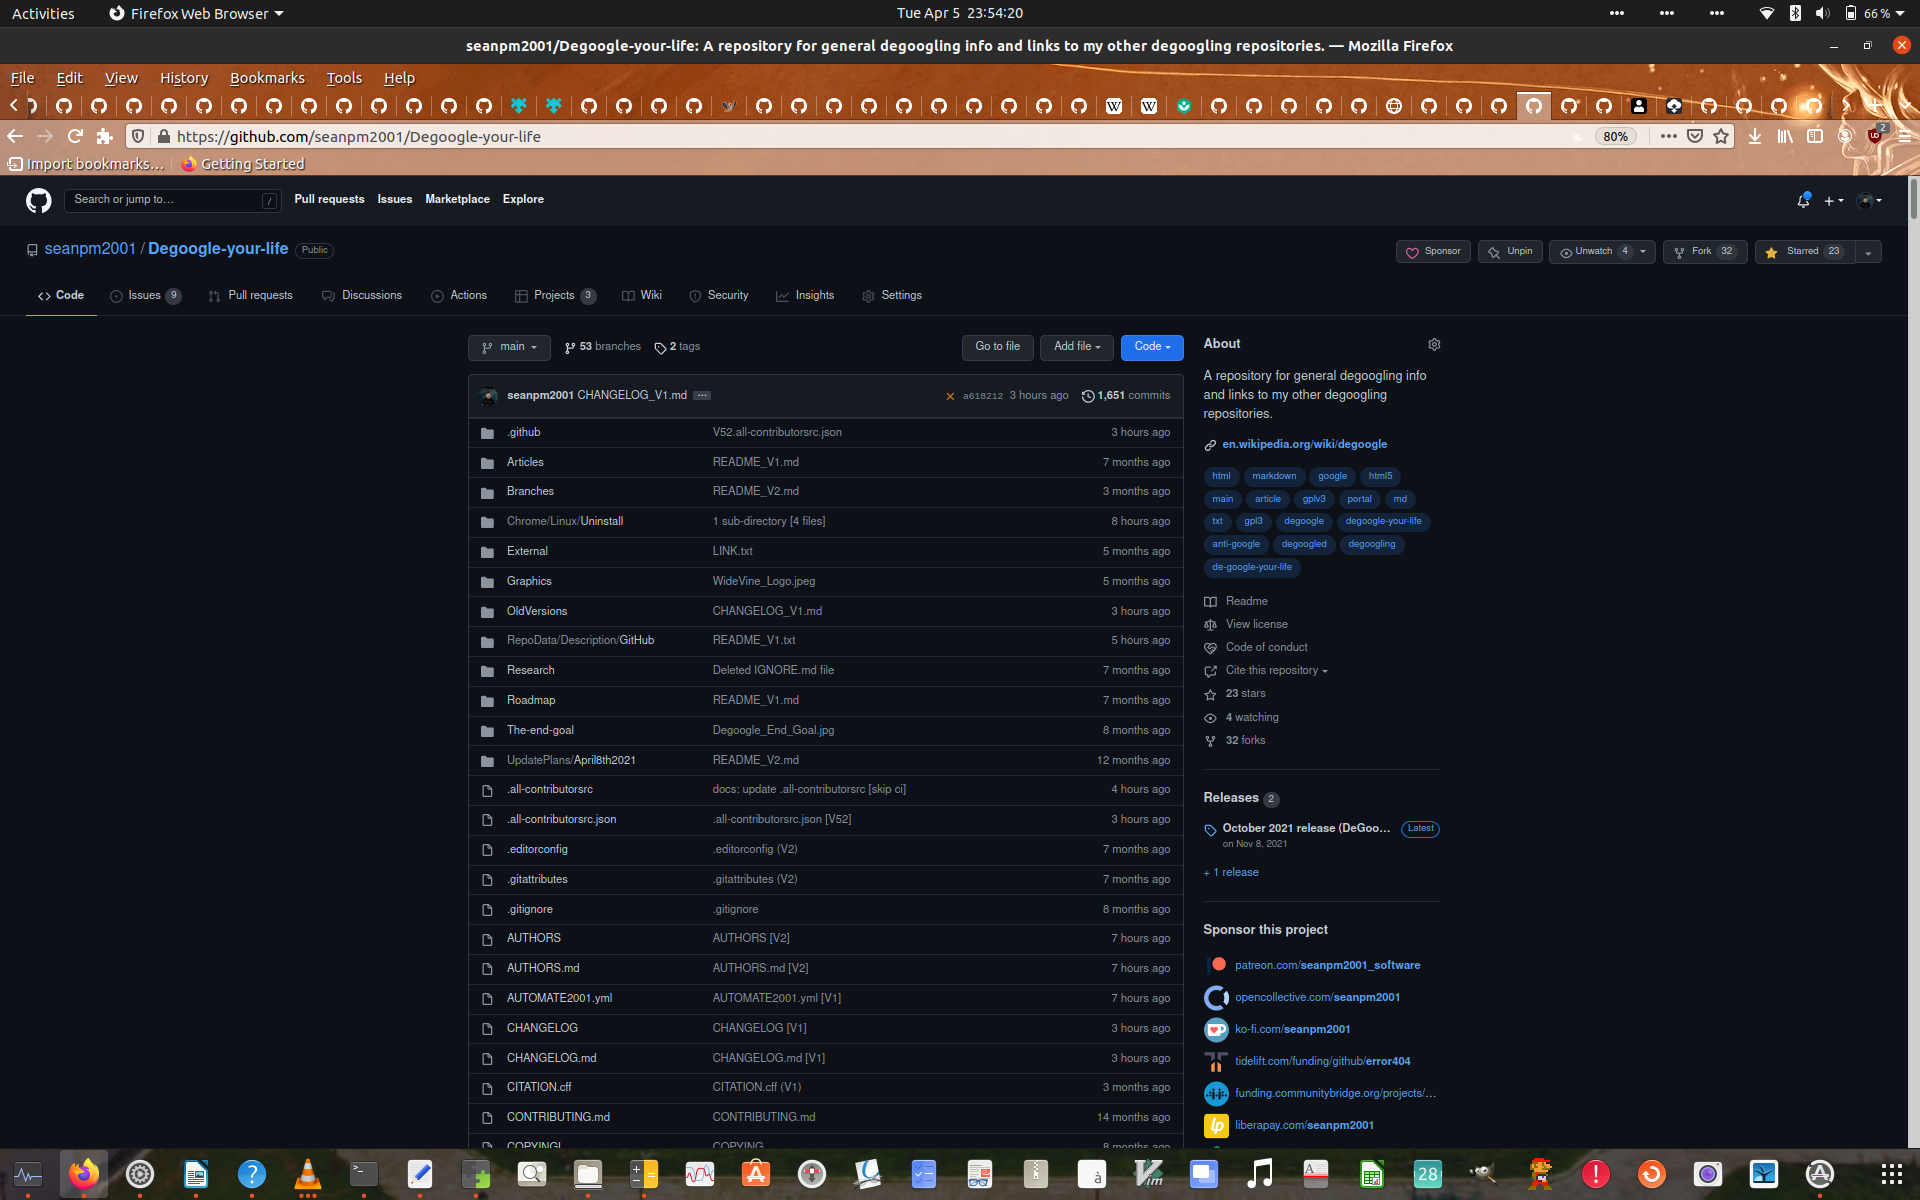 Activities
Firefox Web Browser
Tue Apr 5 23:54:20
66 %
seanpm2001/Degoogle-your-life: A repository for general degoogling info and links to my other degoogling repositories. — Mozilla Firefox
File Edit View History Bookmarks Tools Help
https://github.com/seanpm2001/Degoogle-your-life
80%
2
Import bookmarks…
Getting Started
Search or jump to…
/
Pull requests
Issues
Marketplace
Explore
seanpm2001 / Degoogle-your-life
Public
Sponsor
Unpin
Unwatch 4
Fork 32
Starred 23
Code
Issues 9
Pull requests
Discussions
Actions
Projects 3
Wiki
Security
Insights
Settings
main
53 branches
2 tags
Go to file
Add file
Code
seanpm2001 CHANGELOG_V1.md
a618212 3 hours ago
1,651 commits
.github V52.all-contributorsrc.json 3 hours ago
Articles README_V1.md 7 months ago
Branches README_V2.md 3 months ago
Chrome/Linux/Uninstall 1 sub-directory [4 files] 8 hours ago
External LINK.txt 5 months ago
Graphics WideVine_Logo.jpeg 5 months ago
OldVersions CHANGELOG_V1.md 3 hours ago
RepoData/Description/GitHub README_V1.txt 5 hours ago
Research Deleted IGNORE.md file 7 months ago
Roadmap README_V1.md 7 months ago
The-end-goal Degoogle_End_Goal.jpg 8 months ago
UpdatePlans/April8th2021 README_V2.md 12 months ago
.all-contributorsrc docs: update .all-contributorsrc [skip ci] 4 hours ago
.all-contributorsrc.json .all-contributorsrc.json [V52] 3 hours ago
.editorconfig .editorconfig (V2) 7 months ago
.gitattributes .gitattributes (V2) 7 months ago
.gitignore .gitignore 8 months ago
AUTHORS AUTHORS [V2] 7 hours ago
AUTHORS.md AUTHORS.md [V2] 7 hours ago
AUTOMATE2001.yml AUTOMATE2001.yml [V1] 7 hours ago
CHANGELOG CHANGELOG [V1] 3 hours ago
CHANGELOG.md CHANGELOG.md [V1] 3 hours ago
CITATION.cff CITATION.cff (V1) 3 months ago
CONTRIBUTING.md CONTRIBUTING.md 14 months ago
COPYING 8 months ago
About
A repository for general degoogling info
and links to my other degoogling
repositories.
en.wikipedia.org/wiki/degoogle
html markdown google html5
main article gplv3 portal md
txt gpl3 degoogle degoogle-your-life
anti-google degoogled degoogling
de-google-your-life
Readme
View license
Code of conduct
Cite this repository
23 stars
4 watching
32 forks
Releases 2
October 2021 release (DeGoo… Latest
on Nov 8, 2021
+ 1 release
Sponsor this project
patreon.com/seanpm2001_software
opencollective.com/seanpm2001
ko-fi.com/seanpm2001
tidelift.com/funding/github/error404
funding.communitybridge.org/projects/…
liberapay.com/seanpm2001
lp
Vim
28